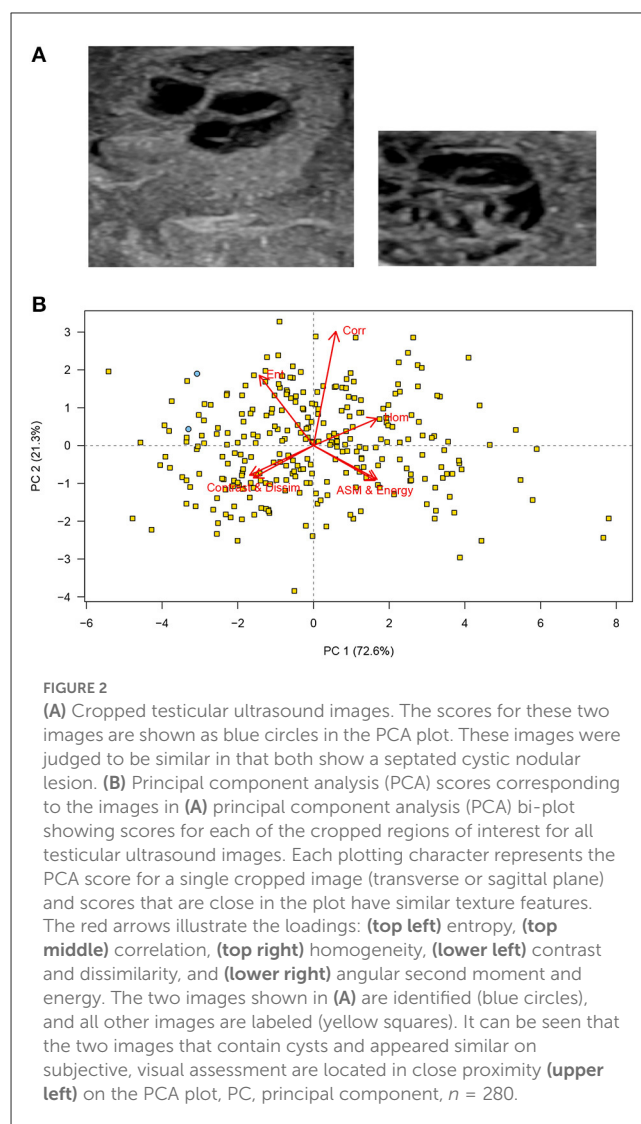 A
B
3
2
1
0
−1
−2
−3
−4
PC 2 (21.3%)
Corr
Ent
Hom
Contrast & Dissim
ASM & Energy
−6 −4 −2 0 2 4 6 8
PC 1 (72.6%)
FIGURE 2
(A) Cropped testicular ultrasound images. The scores for these two
images are shown as blue circles in the PCA plot. These images were
judged to be similar in that both show a septated cystic nodular
lesion. (B) Principal component analysis (PCA) scores corresponding
to the images in (A) principal component analysis (PCA) bi-plot
showing scores for each of the cropped regions of interest for all
testicular ultrasound images. Each plotting character represents the
PCA score for a single cropped image (transverse or sagittal plane)
and scores that are close in the plot have similar texture features.
The red arrows illustrate the loadings: (top left) entropy, (top
middle) correlation, (top right) homogeneity, (lower left) contrast
and dissimilarity, and (lower right) angular second moment and
energy. The two images shown in (A) are identified (blue circles),
and all other images are labeled (yellow squares). It can be seen that
the two images that contain cysts and appeared similar on
subjective, visual assessment are located in close proximity (upper
left) on the PCA plot, PC, principal component, n = 280.